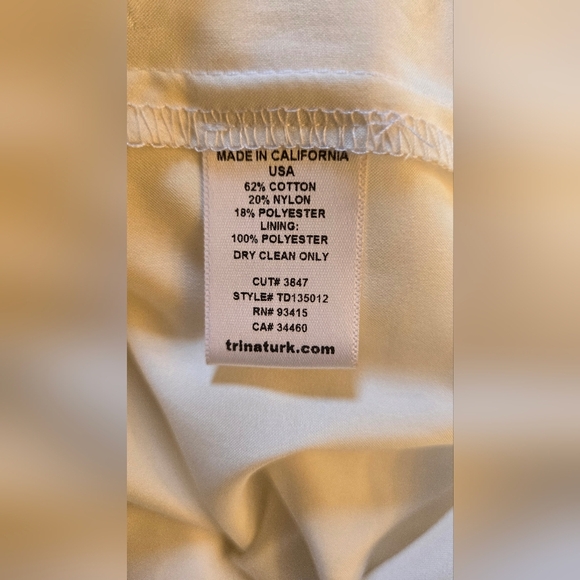 MADE IN CALIFORNIA
USA
62% COTTON
20% NYLON
18% POLYESTER
LINING:
100% POLYESTER
DRY CLEAN ONLY
CUT# 3847
STYLE# TD135012
RN# 93415
CA# 34460
trinaturk.com